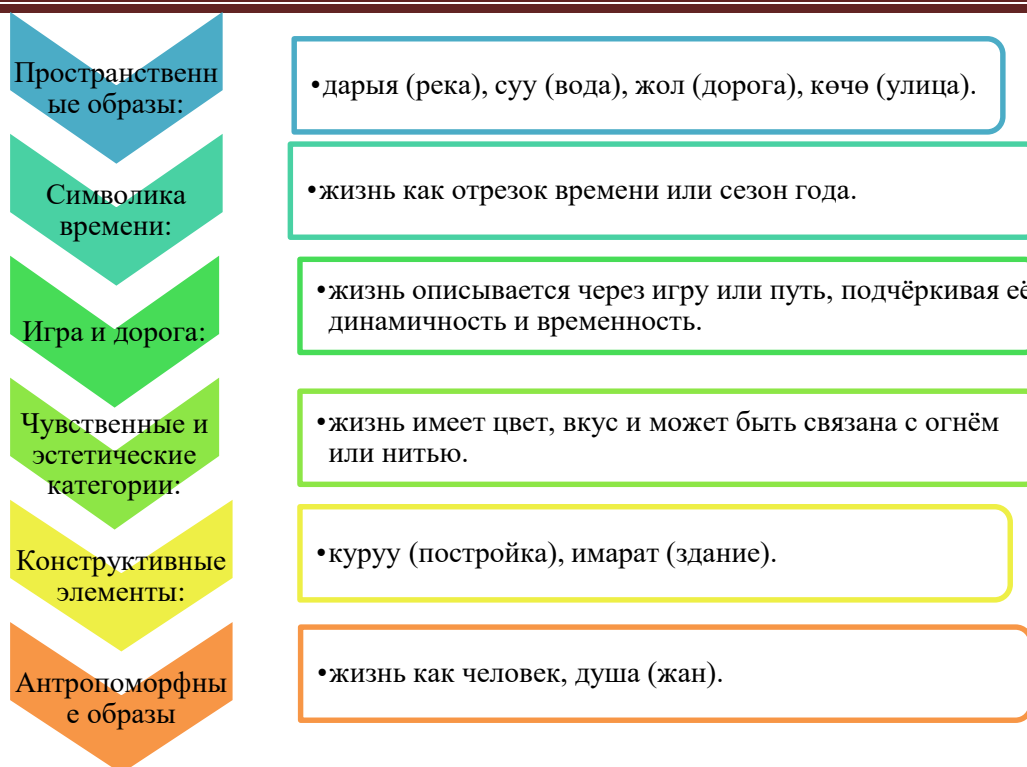 Пространственн
ые образы:
•дарыя (река), суу (вода), жол (дорога), көчө (улица).
Символика
времени:
•жизнь как отрезок времени или сезон года.
Игра и дорога:
•жизнь описывается через игру или путь, подчёркивая её
динамичность и временность.
Чувственные и
эстетические
категории:
•жизнь имеет цвет, вкус и может быть связана с огнём
или нитью.
Конструктивные
элементы:
•куруу (постройка), имарат (здание).
Антропоморфны
е образы
•жизнь как человек, душа (жан).